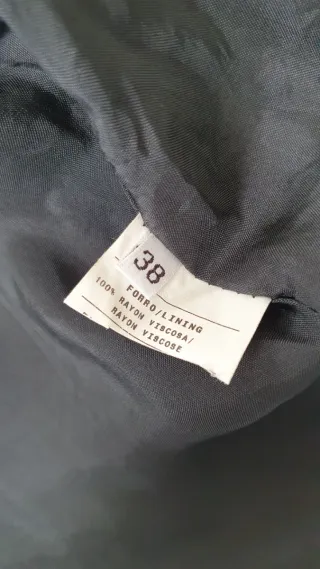 38
FORRO/LINING
100% RAYON VISCOSA/
RAYON VISCOSE